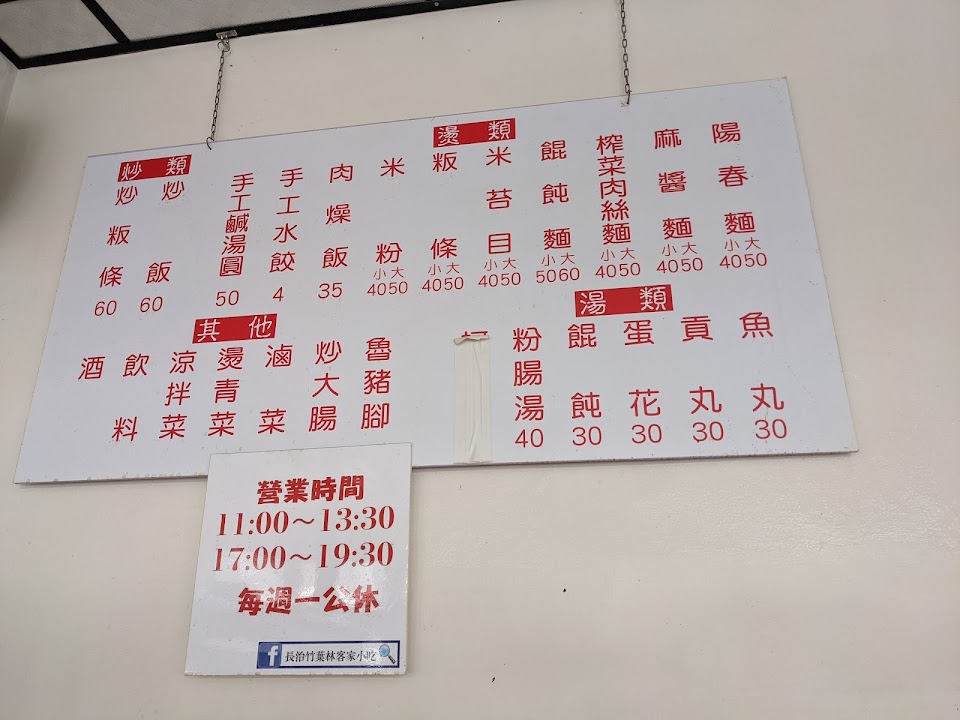 燙類
陽春麵
小大
4050
麻醬麵
小大
4050
榨菜肉絲麵
小大
4050
餛飩麵
小大
5060
米苔目
小大
4050
粄條
小大
4050
米粉
小大
4050
肉燥飯
35
手工水餃
4
手工鹹湯圓
50
炒類
炒飯
60
炒粄條
60
湯類
魚丸
30
貢丸
30
蛋花
30
餛飩
30
粉腸湯
40
其他
魯豬腳
炒大腸
滷菜
燙青菜
涼拌菜
飲料
酒
營業時間
11:00～13:30
17:00～19:30
每週一公休
f 長治竹葉林客家小吃